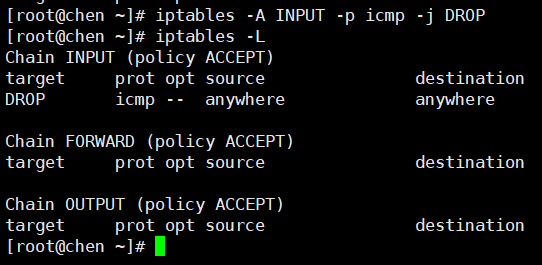 [root@chen ~]# iptables -A INPUT -p icmp -j DROP
[root@chen ~]# iptables -L
Chain INPUT (policy ACCEPT)
target     prot opt source               destination
DROP       icmp --  anywhere             anywhere

Chain FORWARD (policy ACCEPT)
target     prot opt source               destination

Chain OUTPUT (policy ACCEPT)
target     prot opt source               destination
[root@chen ~]#